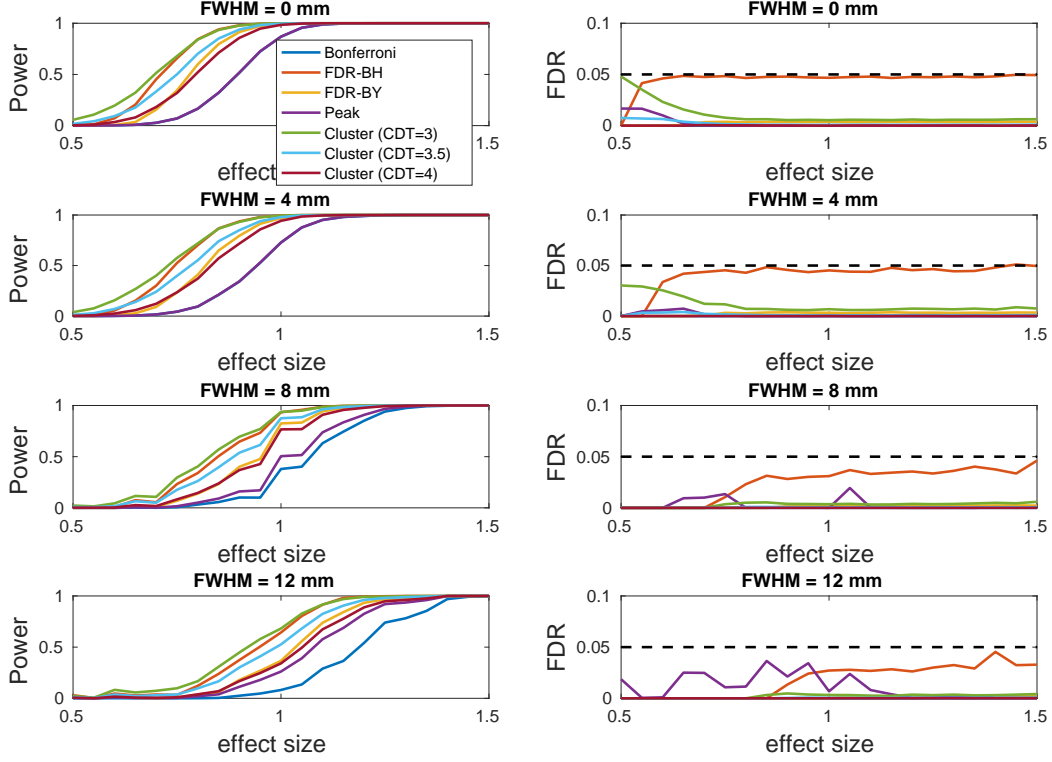 FWHM = 0 mm
1
0.5
0
Power
0.5
1
1.5
effect size
Bonferroni
FDR-BH
FDR-BY
Peak
Cluster (CDT=3)
Cluster (CDT=3.5)
Cluster (CDT=4)
FWHM = 0 mm
0.1
0.05
0
FDR
0.5
1
1.5
effect size
FWHM = 4 mm
1
0.5
0
Power
0.5
1
1.5
effect size
FWHM = 4 mm
0.1
0.05
0
FDR
0.5
1
1.5
effect size
FWHM = 8 mm
1
0.5
0
Power
0.5
1
1.5
effect size
FWHM = 8 mm
0.1
0.05
0
FDR
0.5
1
1.5
effect size
FWHM = 12 mm
1
0.5
0
Power
0.5
1
1.5
effect size
FWHM = 12 mm
0.1
0.05
0
FDR
0.5
1
1.5
effect size